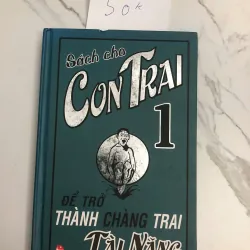 50k
Sách cho
CON TRAI
1
ĐỂ TRỞ
THÀNH CHÀNG TRAI
TÀI NĂNG